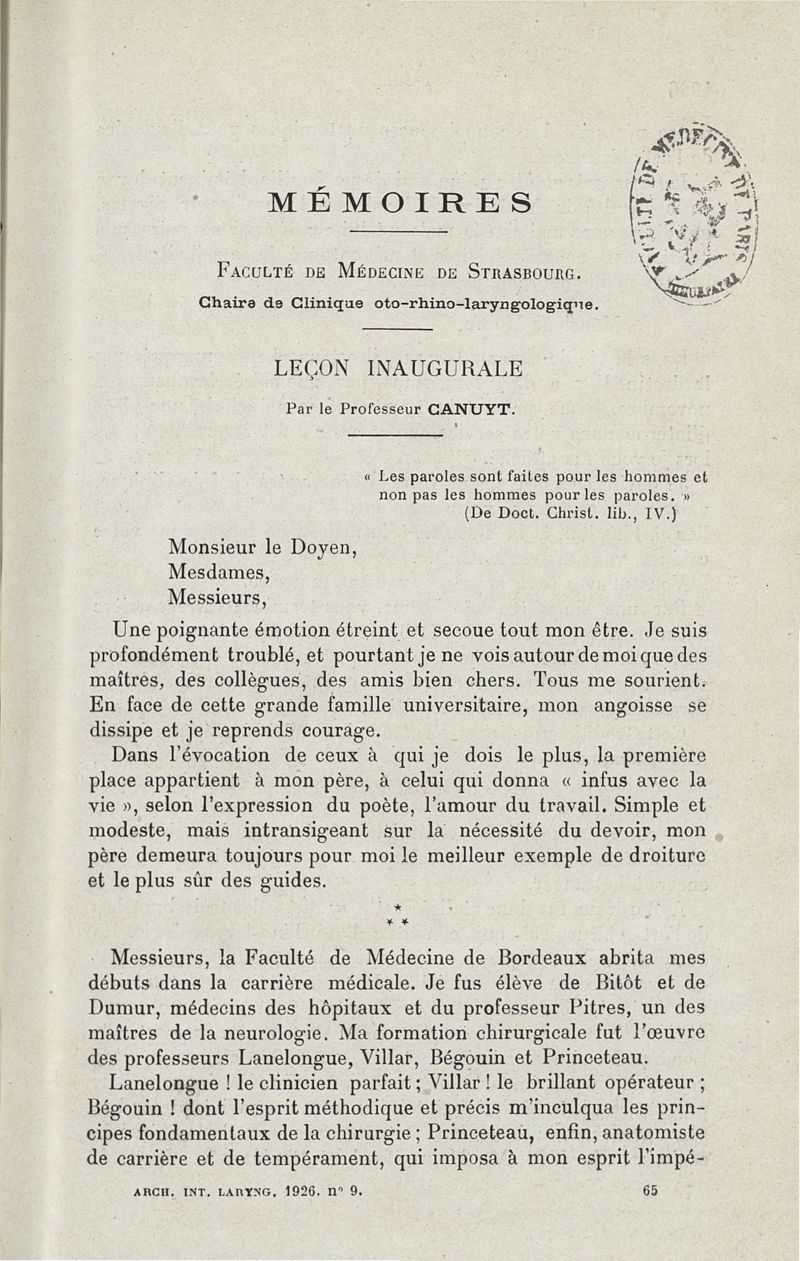 MÉMOIRES
FACULTÉ DE MÉDECINE DE STRASBOURG.
Chaire de Clinique oto-rhino-laryngologique.
LEÇON INAUGURALE
Par le Professeur CANUYT.
« Les paroles sont faites pour les hommes et
non pas les hommes pour les paroles. »
(De Doct. Christ. lib., IV.)
Monsieur le Doyen,
Mesdames,
Messieurs,
Une poignante émotion étreint et secoue tout mon être. Je suis
profondément troublé, et pourtant je ne vois autour de moi que des
maîtres, des collègues, des amis bien chers. Tous me sourient.
En face de cette grande famille universitaire, mon angoisse se
dissipe et je reprends courage.
Dans l'évocation de ceux à qui je dois le plus, la première
place appartient à mon père, à celui qui donna « infus avec la
vie », selon l'expression du poète, l'amour du travail. Simple et
modeste, mais intransigeant sur la nécessité du devoir, mon
père demeura toujours pour moi le meilleur exemple de droiture
et le plus sûr des guides.
*
* *
Messieurs, la Faculté de Médecine de Bordeaux abrita mes
débuts dans la carrière médicale. Je fus élève de Bitôt et de
Dumur, médecins des hôpitaux et du professeur Pitres, un des
maîtres de la neurologie. Ma formation chirurgicale fut l'œuvre
des professeurs Lanelongue, Villar, Bégouin et Princeteau.
Lanelongue ! le clinicien parfait ; Villar ! le brillant opérateur ;
Bégouin ! dont l'esprit méthodique et précis m'inculqua les prin-
cipes fondamentaux de la chirurgie ; Princeteau, enfin, anatomiste
de carrière et de tempérament, qui imposa à mon esprit l'impé-
ARCH. INT. LARYNG. 1926. n° 9. 65